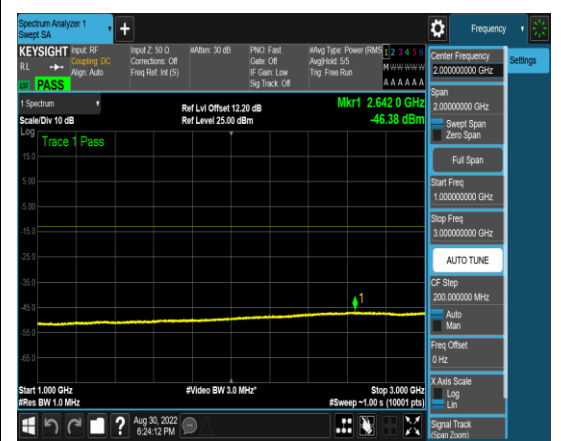 Spectrum Analyzer 1
Swept SA
+
Frequency
KEYSIGHT
RL
PASS
Input: RF
Coupling: DC
Align: Auto
Input Z: 50 Ω
Corrections: Off
Freq Ref: Int (S)
#Atten: 30 dB
PNO: Fast
Gate: Off
IF Gain: Low
Sig Track: Off
#Avg Type: Power (RMS
Avg|Hold: 5/5
Trig: Free Run
1 2 3 4 5 6
M W W W W W
A A A A A A
1 Spectrum
Scale/Div 10 dB
Ref Lvl Offset 12.20 dB
Ref Level 25.00 dBm
Mkr1 2.642 0 GHz
-46.38 dBm
Log
Trace 1 Pass
15.0
5.00
-5.00
-15.0
-25.0
-35.0
-45.0
-55.0
-65.0
1
Start 1.000 GHz
#Res BW 1.0 MHz
#Video BW 3.0 MHz*
Stop 3.000 GHz
#Sweep ~1.00 s (10001 pts)
?
Aug 30, 2022
6:24:12 PM
Center Frequency
2.000000000 GHz
Settings
Span
2.00000000 GHz
Swept Span
Zero Span
Full Span
Start Freq
1.000000000 GHz
Stop Freq
3.000000000 GHz
AUTO TUNE
CF Step
200.000000 MHz
Auto
Man
Freq Offset
0 Hz
X Axis Scale
Log
Lin
Signal Track
(Span Zoom)